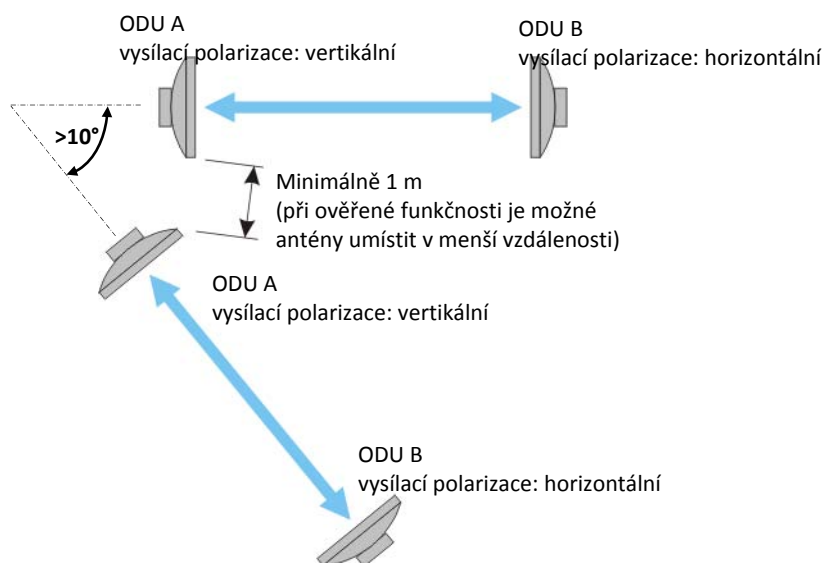 ODU A
vysílací polarizace: vertikální
ODU B
vysílací polarizace: horizontální
>10°
Minimálně 1 m
(při ověřené funkčnosti je možné
antény umístit v menší vzdálenosti)
ODU A
vysílací polarizace: vertikální
ODU B
vysílací polarizace: horizontální